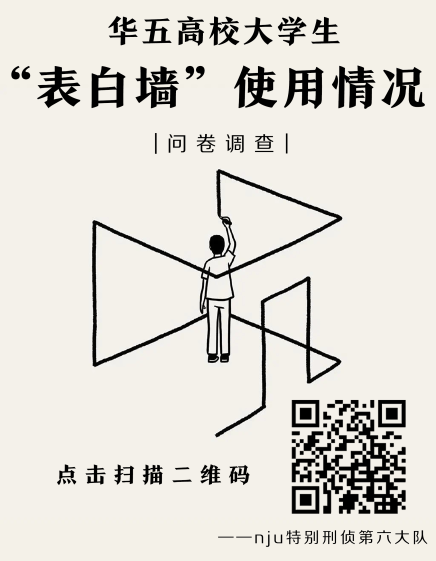 华五高校大学生
“表白墙”使用情况
|问卷调查|
点击扫描二维码
——nju特别刑侦第六大队